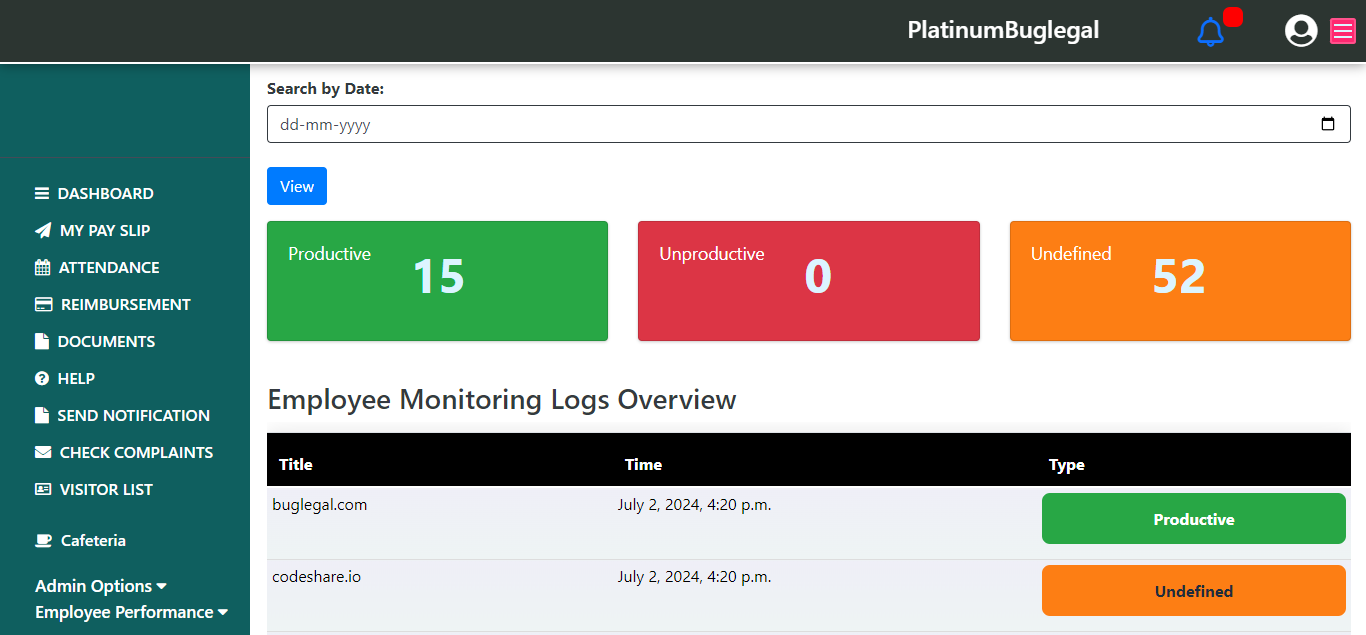 PlatinumBuglegal
DASHBOARD
MY PAY SLIP
ATTENDANCE
REIMBURSEMENT
DOCUMENTS
HELP
SEND NOTIFICATION
CHECK COMPLAINTS
VISITOR LIST
Cafeteria
Admin Options
Employee Performance
Search by Date:
dd-mm-yyyy
View
Productive 15
Unproductive 0
Undefined 52
Employee Monitoring Logs Overview
Title Time Type
buglegal.com July 2, 2024, 4:20 p.m. Productive
codeshare.io July 2, 2024, 4:20 p.m. Undefined